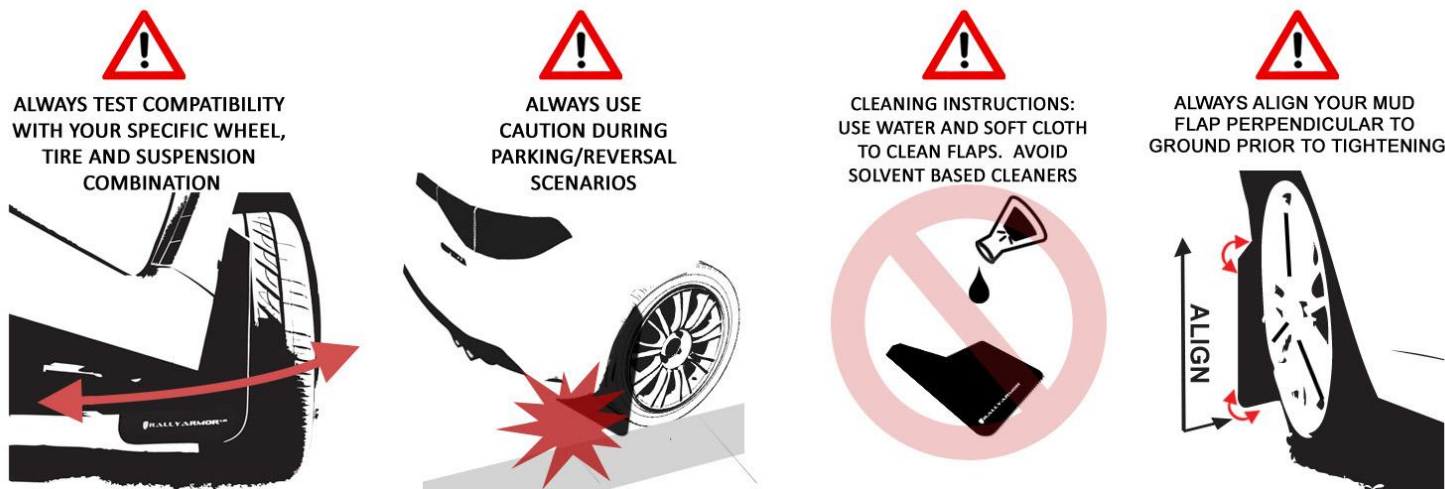 ALWAYS TEST COMPATIBILITY
WITH YOUR SPECIFIC WHEEL,
TIRE AND SUSPENSION
COMBINATION
RALLYARMOR™
ALWAYS USE
CAUTION DURING
PARKING/REVERSAL
SCENARIOS
CLEANING INSTRUCTIONS:
USE WATER AND SOFT CLOTH
TO CLEAN FLAPS. AVOID
SOLVENT BASED CLEANERS
RALLYARMOR
ALWAYS ALIGN YOUR MUD
FLAP PERPENDICULAR TO
GROUND PRIOR TO TIGHTENING
ALIGN